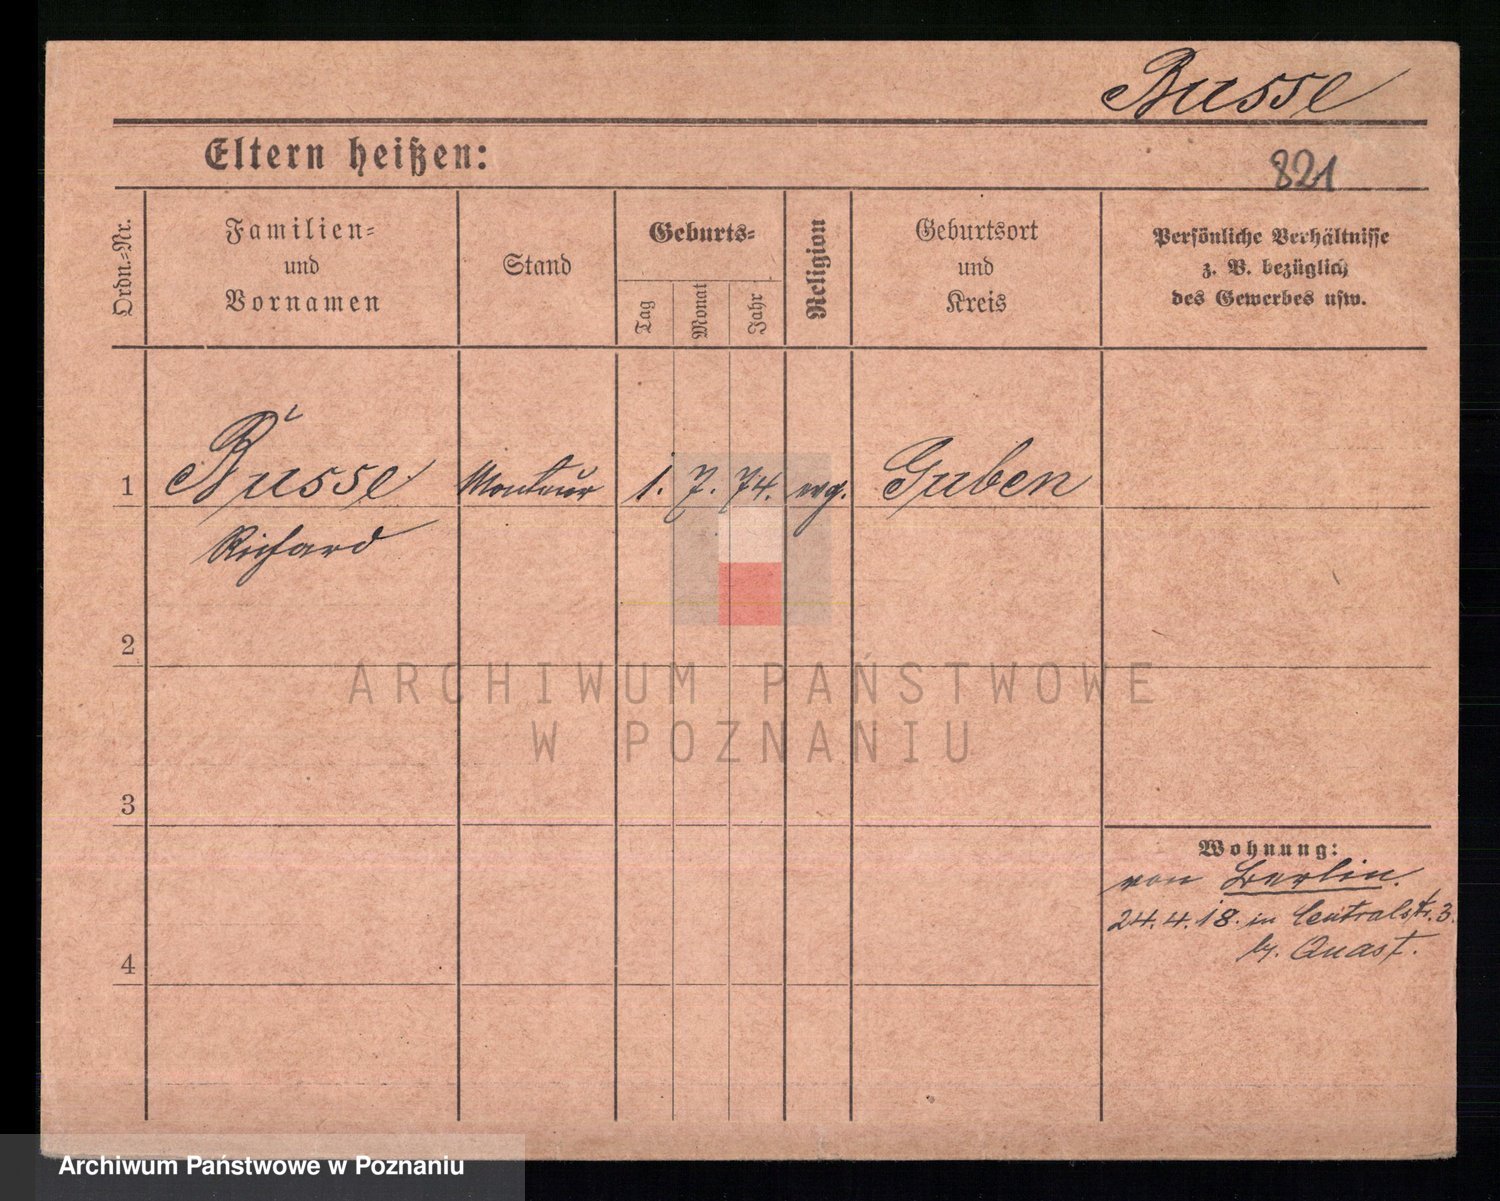 Busse
Eltern heißen:
821
Ordn.-Nr.
Familien-
und
Vornamen
Stand
Geburts-
Tag
Monat
Jahr
Religion
Geburtsort
und
Kreis
Persönliche Verhältnisse
z. B. bezüglich
des Gewerbes usw.
1 Busse Monteur 1. 7. 74. evg. Guben
Richard
2
3
4
Wohnung:
von Berlin.
24.4.18. in Centralstr. 3.
b. Quast.
ARCHIWUM PAŃSTWOWE
W POZNANIU
Archiwum Państwowe w Poznaniu